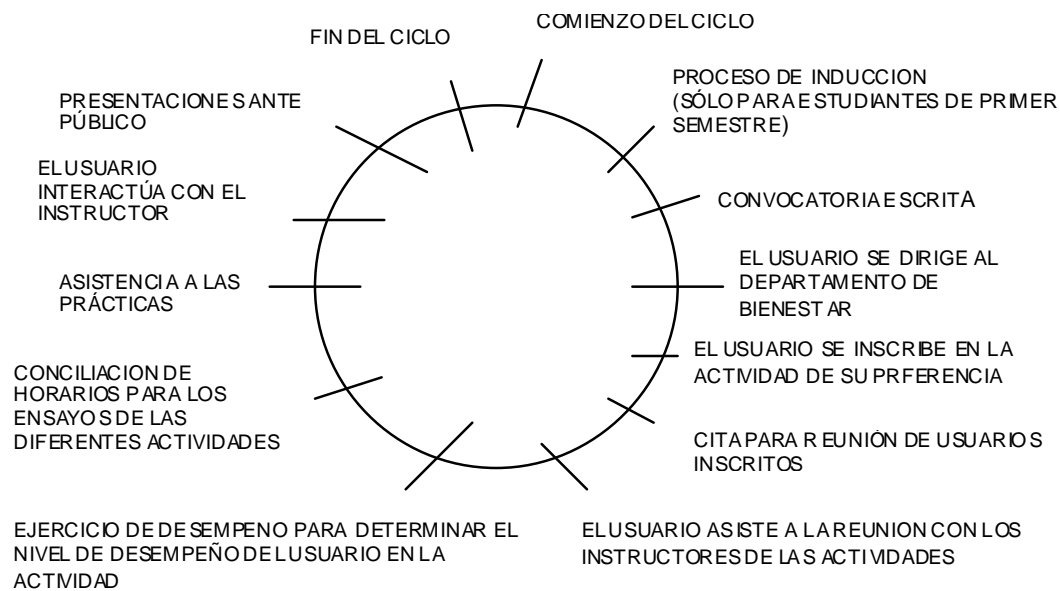 COMIENZO DEL CICLO
PROCESO DE INDUCCION
(SÓLO PARA ESTUDIANTES DE PRIMER
SEMESTRE)
CONVOCATORIA ESCRITA
EL USUARIO SE DIRIGE AL
DEPARTAMENTO DE
BIENESTAR
EL USUARIO SE INSCRIBE EN LA
ACTIVIDAD DE SU PRFERENCIA
CITA PARA REUNIÓN DE USUARIOS
INSCRITOS
EL USUARIO ASISTE A LA REUNION CON LOS
INSTRUCTORES DE LAS ACTIVIDADES
EJERCICIO DE DESEMPENO PARA DETERMINAR EL
NIVEL DE DESEMPEÑO DEL USUARIO EN LA
ACTIVIDAD
CONCILIACION DE
HORARIOS PARA LOS
ENSAYOS DE LAS
DIFERENTES ACTIVIDADES
ASISTENCIA A LAS
PRÁCTICAS
EL USUARIO
INTERACTÚA CON EL
INSTRUCTOR
PRESENTACIONES ANTE
PÚBLICO
FIN DEL CICLO